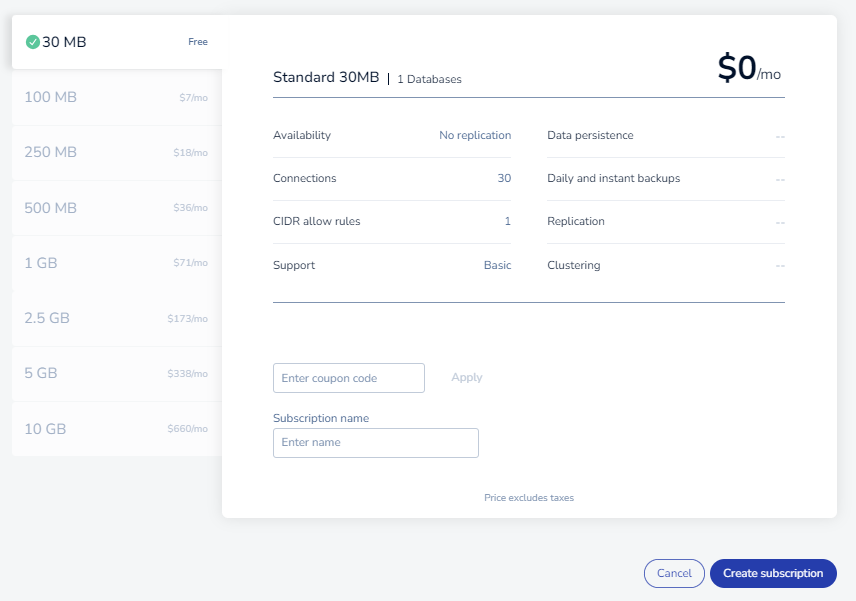 30 MB Free
100 MB $7/mo
250 MB $18/mo
500 MB $36/mo
1 GB $71/mo
2.5 GB $173/mo
5 GB $338/mo
10 GB $660/mo
Standard 30MB | 1 Databases $0/mo
Availability No replication
Connections 30
CIDR allow rules 1
Support Basic
Data persistence --
Daily and instant backups --
Replication --
Clustering --
Enter coupon code Apply
Subscription name
Enter name
Price excludes taxes
Cancel Create subscription